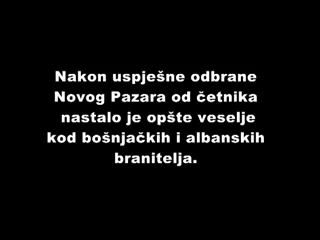 Nakon uspješne odbrane
Novog Pazara od četnika
nastalo je opšte veselje
kod bošnjačkih i albanskih
branitelja.